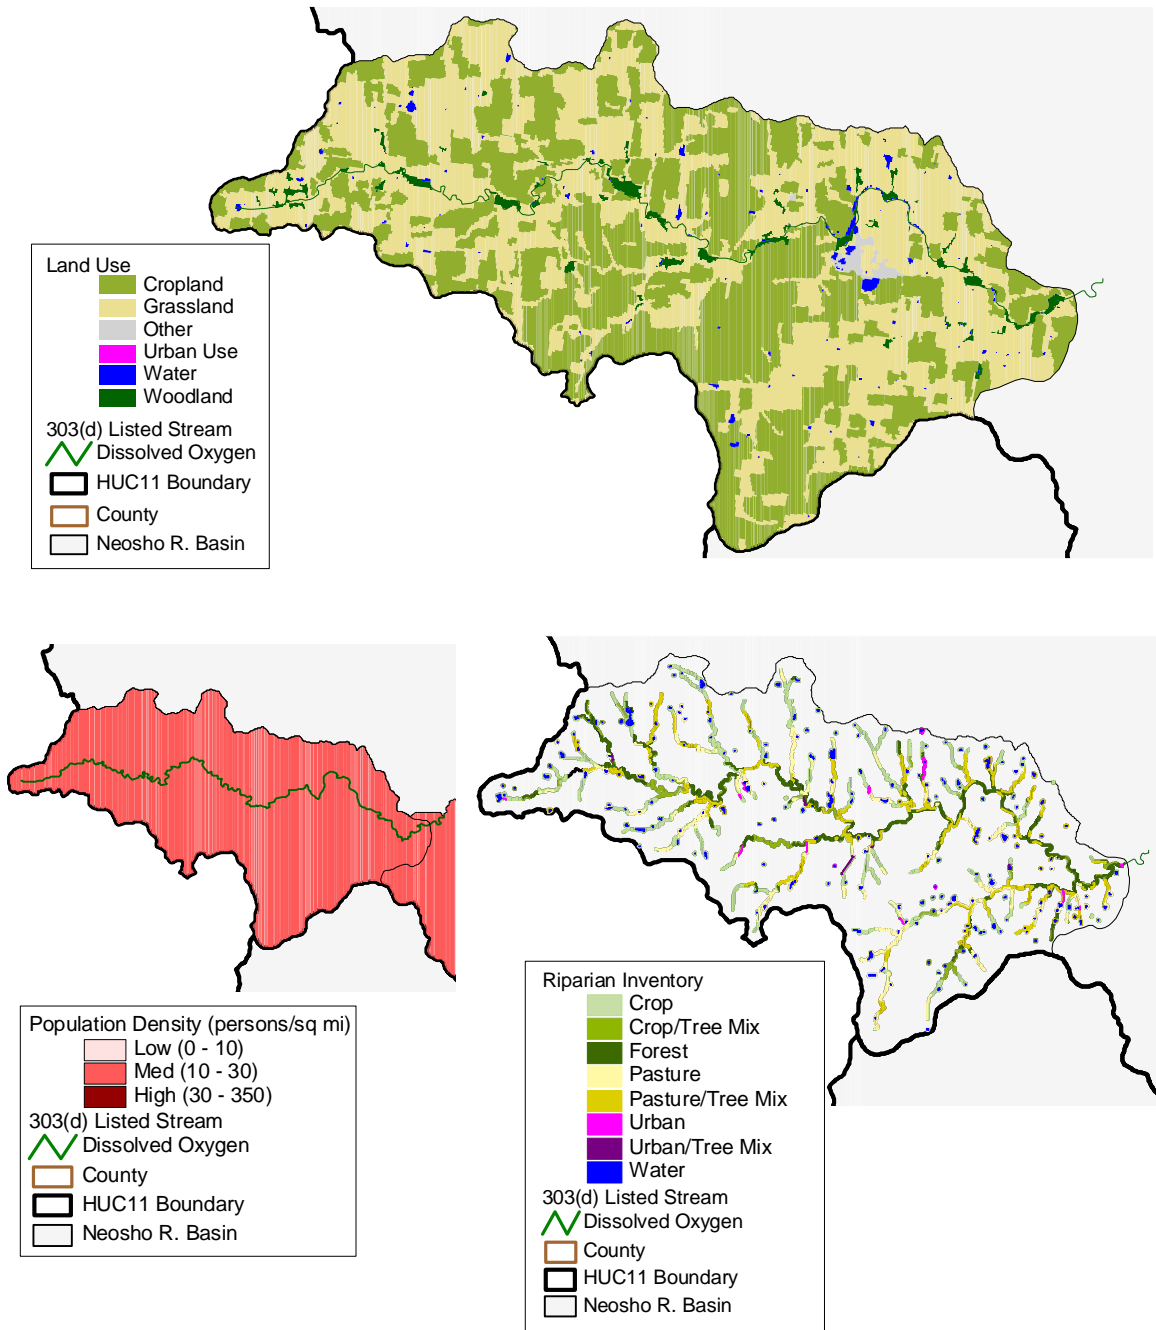 Land Use
Cropland
Grassland
Other
Urban Use
Water
Woodland
303(d) Listed Stream
Dissolved Oxygen
HUC11 Boundary
County
Neosho R. Basin
Population Density (persons/sq mi)
Low (0 - 10)
Med (10 - 30)
High (30 - 350)
303(d) Listed Stream
Dissolved Oxygen
County
HUC11 Boundary
Neosho R. Basin
Riparian Inventory
Crop
Crop/Tree Mix
Forest
Pasture
Pasture/Tree Mix
Urban
Urban/Tree Mix
Water
303(d) Listed Stream
Dissolved Oxygen
County
HUC11 Boundary
Neosho R. Basin